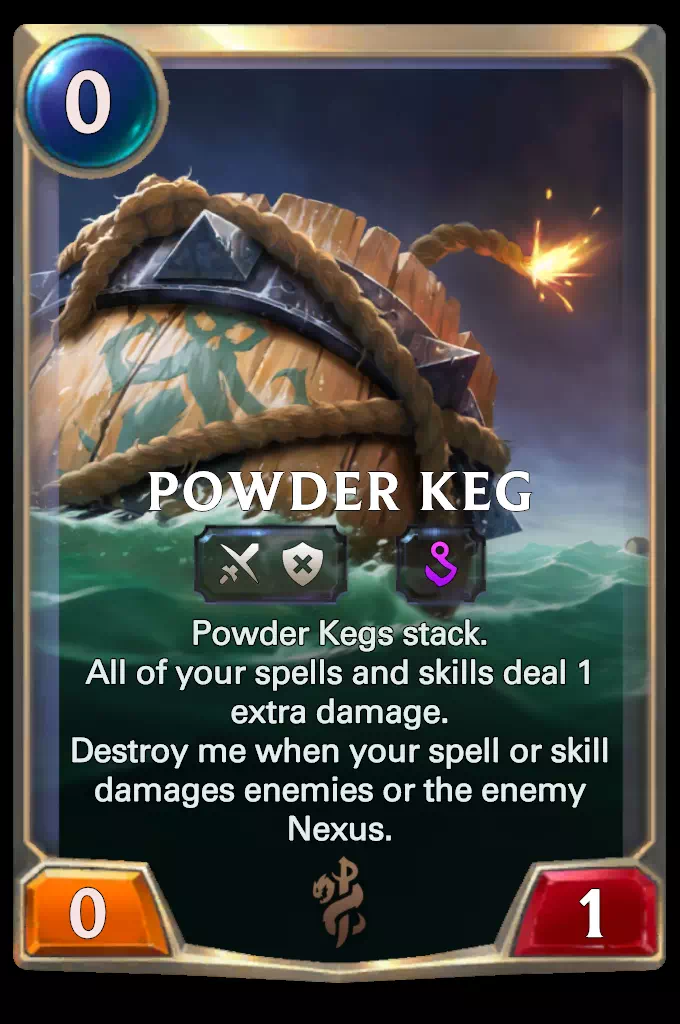 0
POWDER KEG
Powder Kegs stack.
All of your spells and skills deal 1
extra damage.
Destroy me when your spell or skill
damages enemies or the enemy
Nexus.
0
1